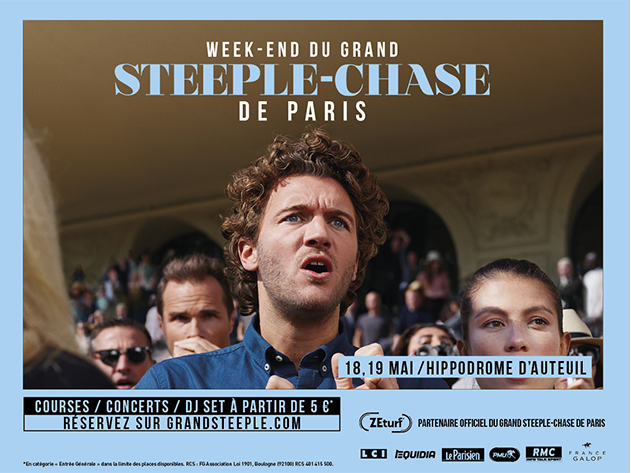 WEEK-END DU GRAND
STEEPLE-CHASE
DE PARIS
18, 19 MAI / HIPPODROME D'AUTEUIL
COURSES / CONCERTS / DJ SET À PARTIR DE 5 €*
RÉSERVEZ SUR GRANDSTEEPLE.COM
ZEturf PARTENAIRE OFFICIEL DU GRAND STEEPLE-CHASE DE PARIS
LCI EQUIDIA Le Parisien PMU RMC INFO TALK SPORT FRANCE GALOP
*En catégorie « Entrée Générale » dans la limite des places disponibles. RCS : FG Association Loi 1901, Boulogne (92100) RCS 481 415 500.